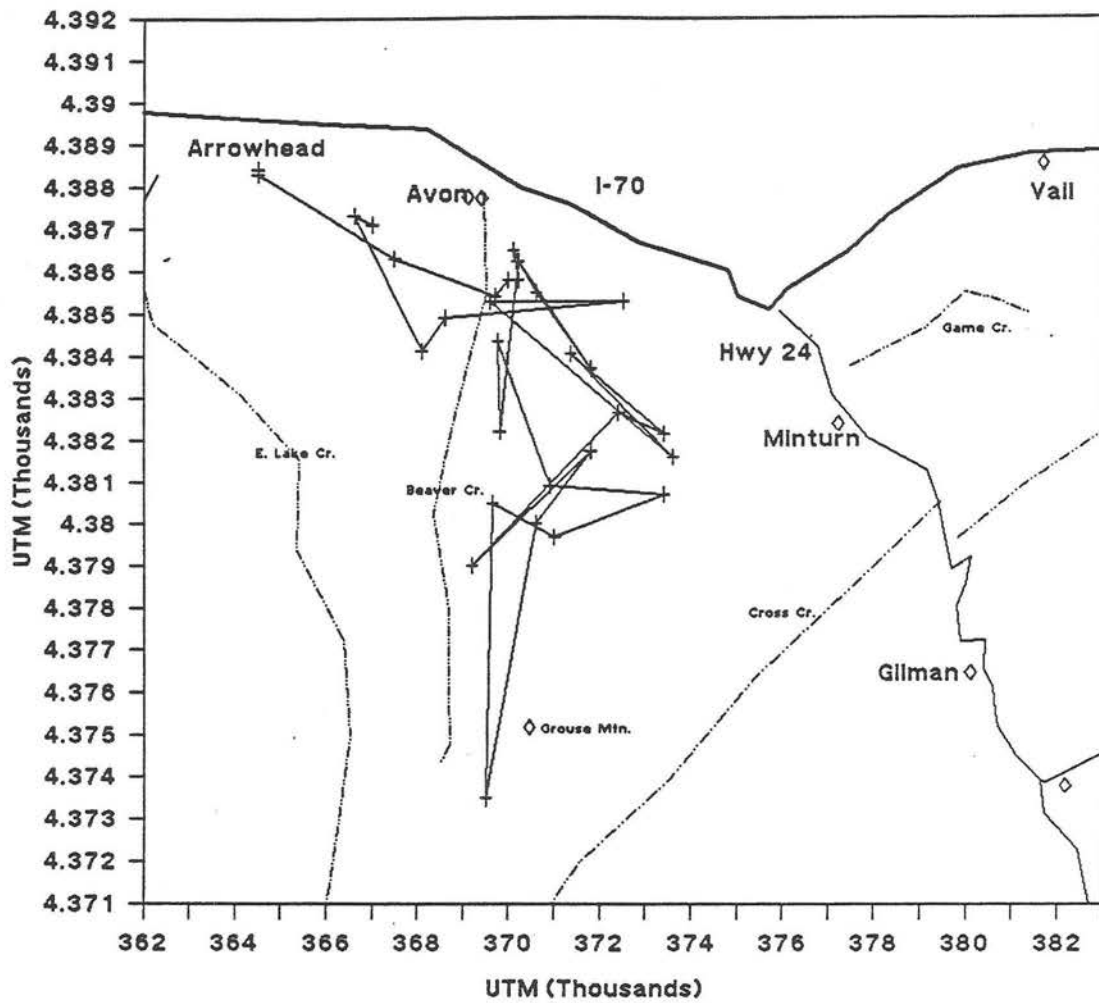 4.392
4.391
4.39
4.389
4.388
4.387
4.386
4.385
4.384
4.383
4.382
4.381
4.38
4.379
4.378
4.377
4.376
4.375
4.374
4.373
4.372
4.371
UTM (Thousands)
Arrowhead
Avon
I-70
Vail
Game Cr.
Hwy 24
Minturn
E. Lake Cr.
Beaver Cr.
Cross Cr.
Gilman
Grouse Mtn.
362 364 366 368 370 372 374 376 378 380 382
UTM (Thousands)